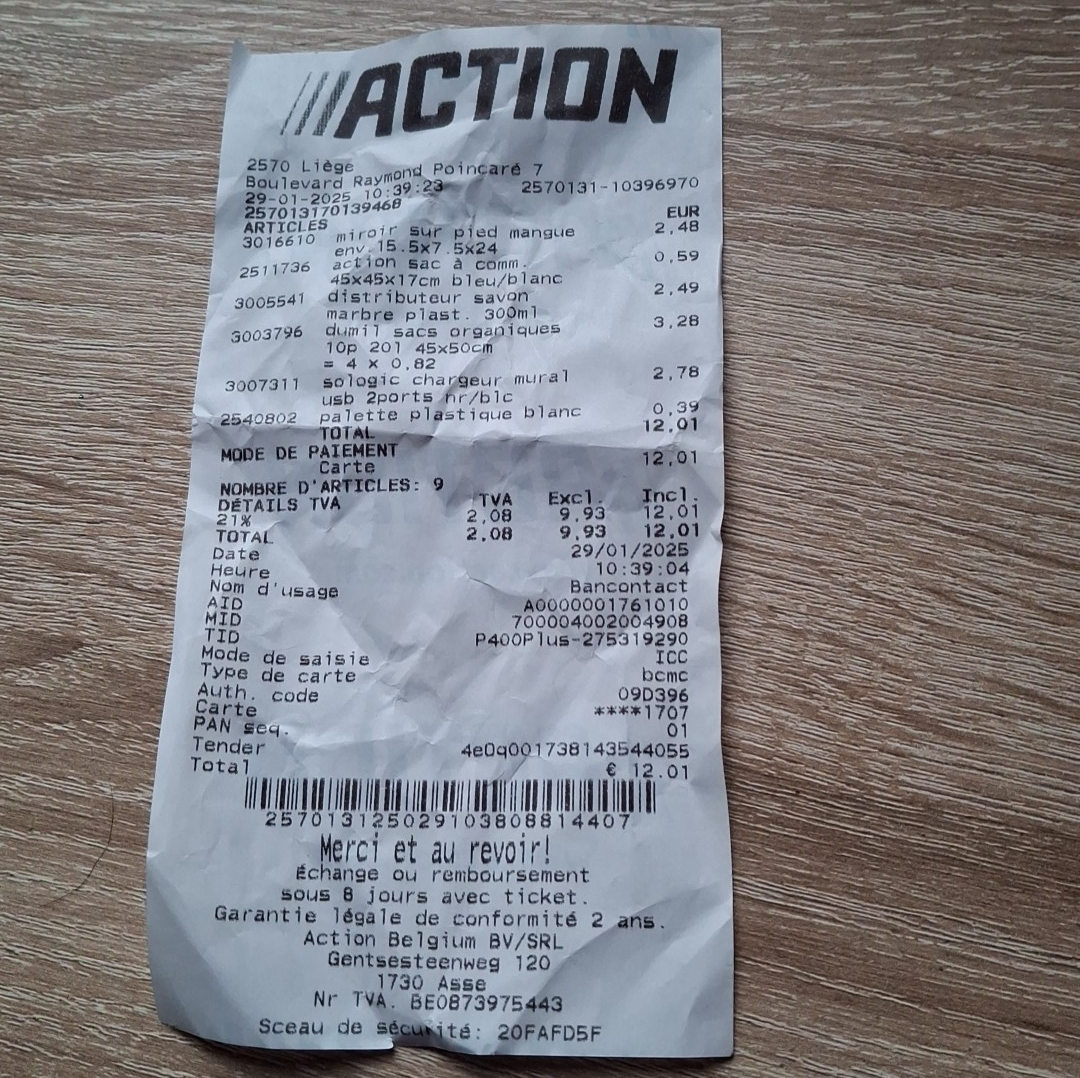 ///ACTION
2570 Liège
Boulevard Raymond Poincaré 7
29-01-2025 10:39:23 2570131-10396970
257013170139468
ARTICLES EUR
3016610 miroir sur pied mangue 2,48
env.15.5x7.5x24
2511736 action sac à comm. 0,59
45x45x17cm bleu/blanc
3005541 distributeur savon 2,49
marbre plast. 300ml
3003796 dumil sacs organiques 3,28
10p 20l 45x50cm
= 4 x 0,82
3007311 sologic chargeur mural 2,78
usb 2ports nr/blc
2540802 palette plastique blanc 0,39
TOTAL 12,01
MODE DE PAIEMENT
Carte 12,01
NOMBRE D'ARTICLES: 9
DÉTAILS TVA TVA Excl. Incl.
21% 2,08 9,93 12,01
TOTAL 2,08 9,93 12,01
Date 29/01/2025
Heure 10:39:04
Nom d'usage Bancontact
AID A0000001761010
MID 700004002004908
TID P400Plus-275319290
Mode de saisie ICC
Type de carte bcmc
Auth. code 09D396
Carte ****1707
PAN seq. 01
Tender 4e0q001738143544055
Total € 12.01
2570131250291038088​14407
Merci et au revoir!
Échange ou remboursement
sous 8 jours avec ticket.
Garantie légale de conformité 2 ans.
Action Belgium BV/SRL
Gentsesteenweg 120
1730 Asse
Nr TVA. BE0873975443
Sceau de sécurité: 20FAFD5F